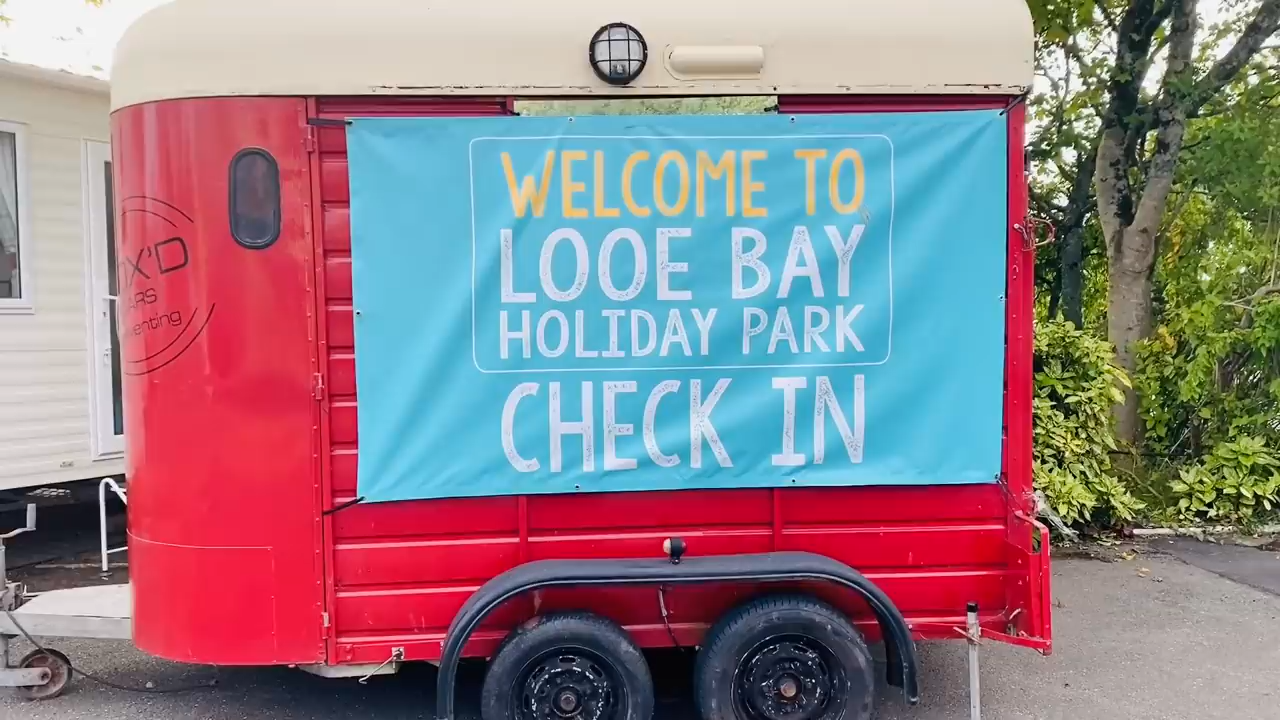 WELCOME TO
LOOE BAY
HOLIDAY PARK
CHECK IN
X'D